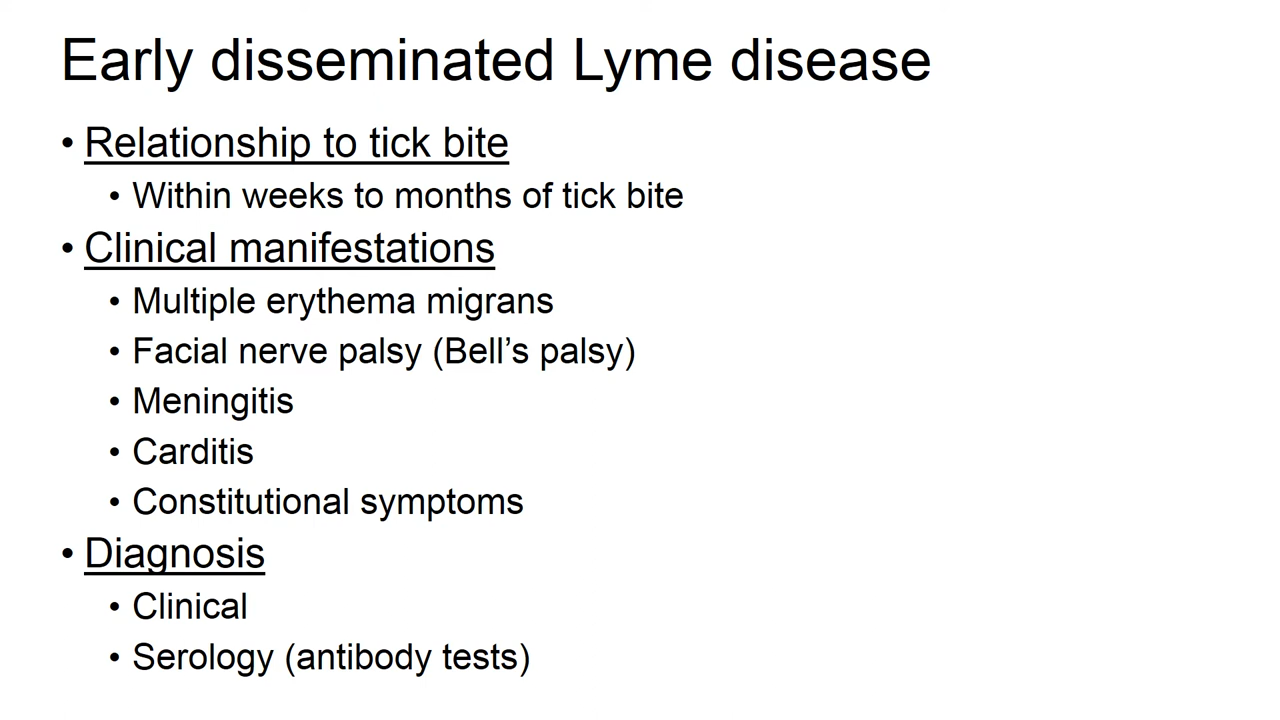 Early disseminated Lyme disease
• Relationship to tick bite
• Within weeks to months of tick bite
• Clinical manifestations
• Multiple erythema migrans
• Facial nerve palsy (Bell’s palsy)
• Meningitis
• Carditis
• Constitutional symptoms
• Diagnosis
• Clinical
• Serology (antibody tests)